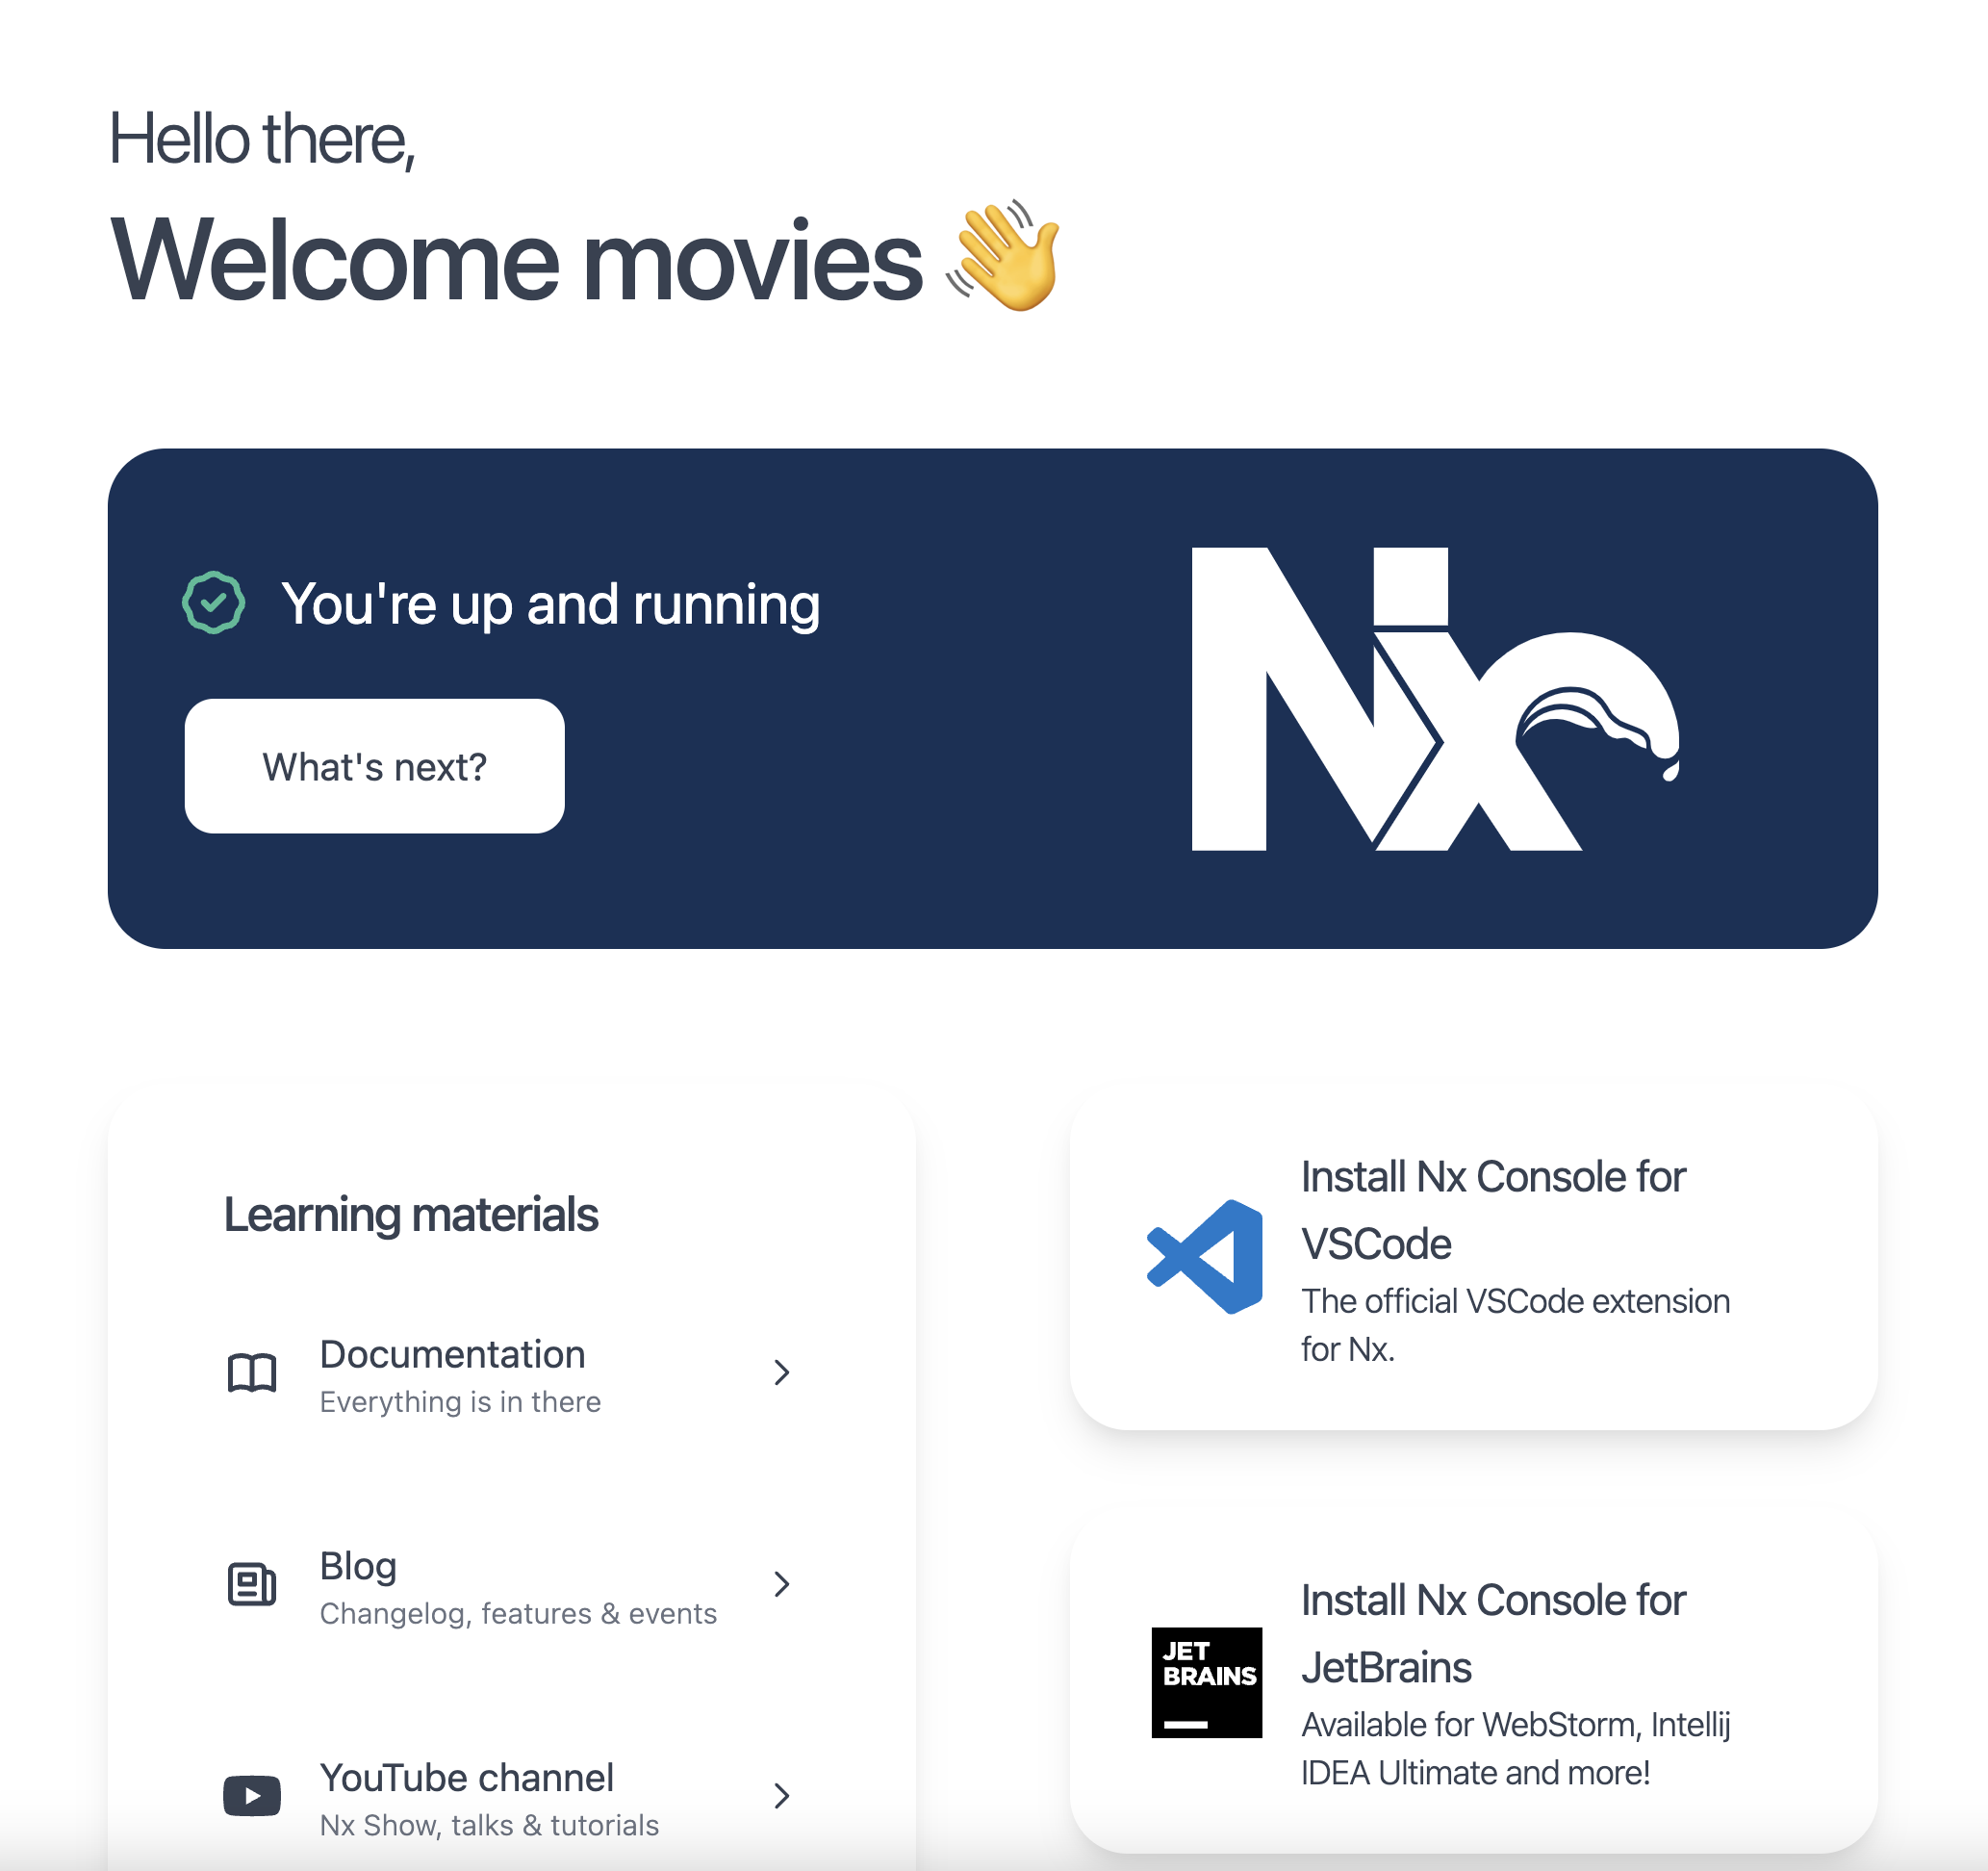 Hello there,
Welcome movies 👋
You're up and running
What's next?
Nx
Learning materials
Documentation
Everything is in there
Blog
Changelog, features & events
YouTube channel
Nx Show, talks & tutorials
Install Nx Console for
VSCode
The official VSCode extension
for Nx.
JET
BRAINS
Install Nx Console for
JetBrains
Available for WebStorm, Intellij
IDEA Ultimate and more!